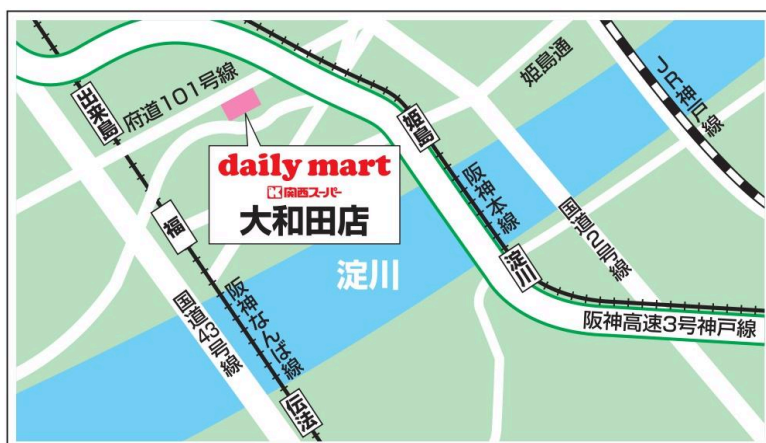 出来島
府道101号線
姫島
姫島通
JR神戸線
daily mart
関西スーパー
大和田店
阪神本線
福
淀川
淀川
国道2号線
国道43号線
阪神なんば線
阪神高速3号神戸線
伝法